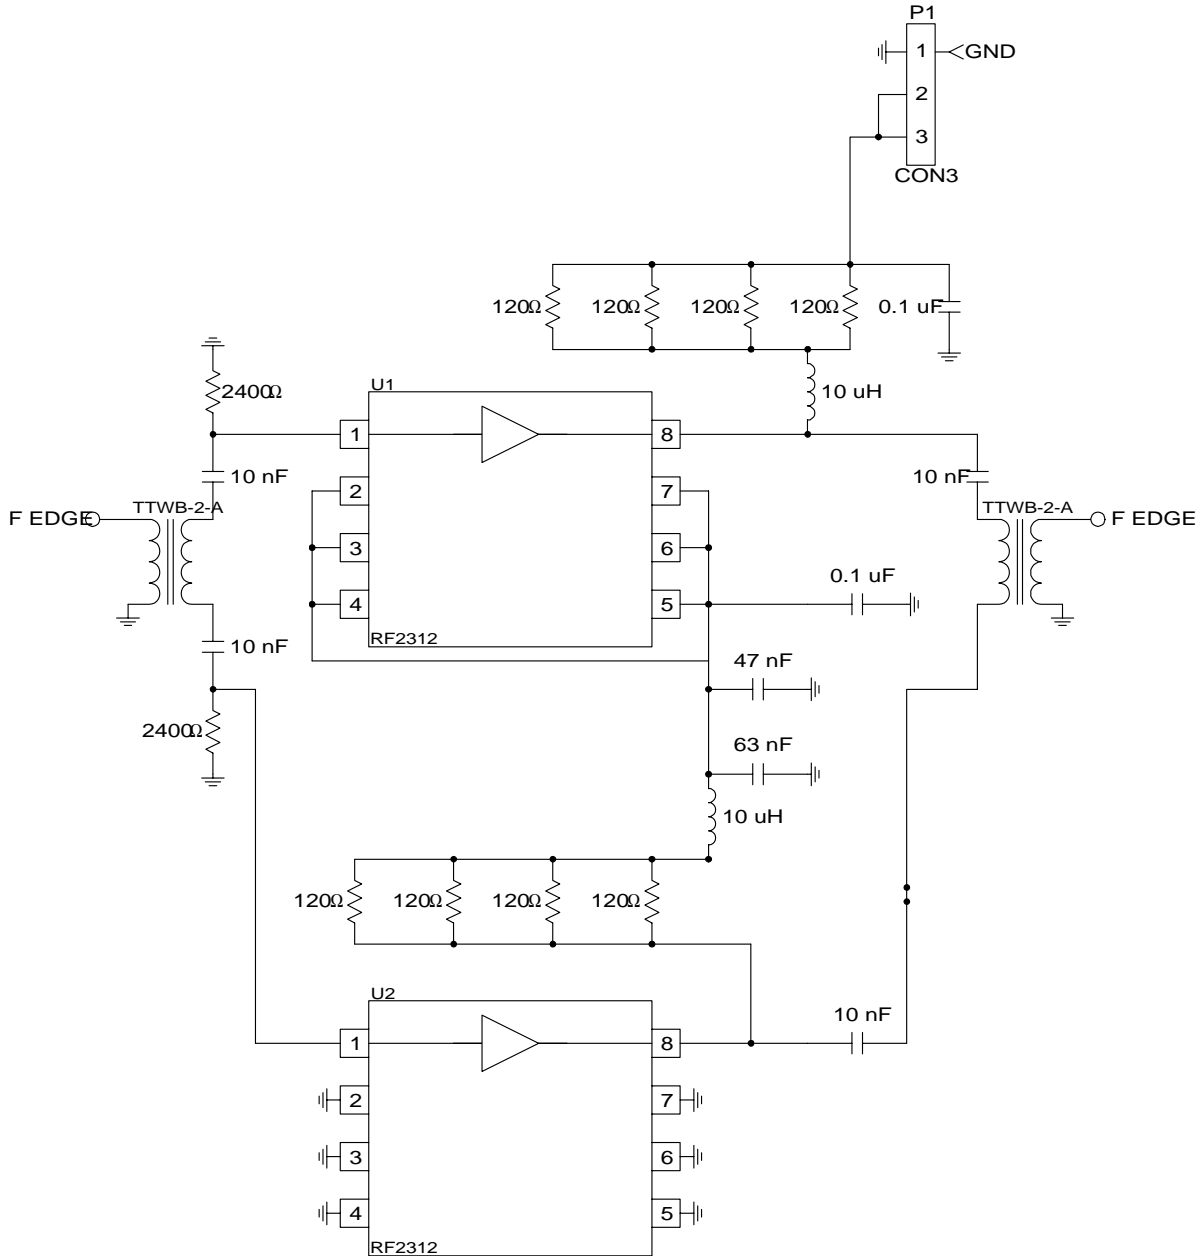 P1
1
GND
2
3
CON3
120Ω
120Ω
120Ω
120Ω
0.1 uF
2400Ω
U1
10 uH
1
8
10 nF
10 nF
2
7
TTWB-2-A
TTWB-2-A
F EDGE
F EDGE
3
6
0.1 uF
4
5
RF2312
10 nF
47 nF
2400Ω
63 nF
10 uH
120Ω
120Ω
120Ω
120Ω
U2
10 nF
1
8
2
7
3
6
4
5
RF2312